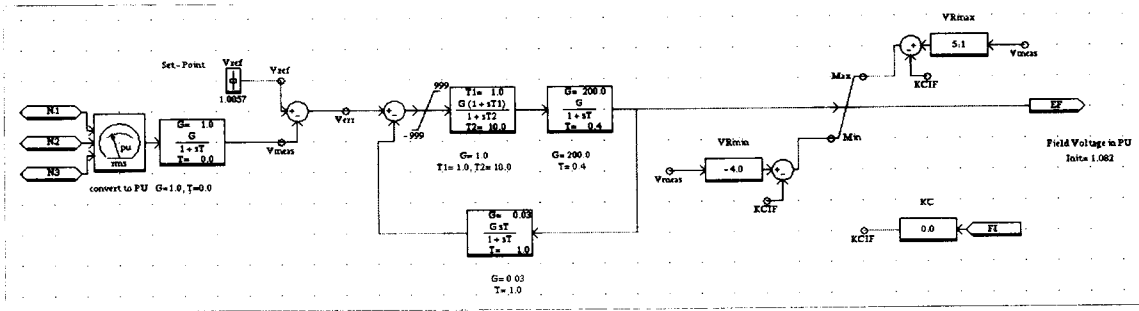 VRmax
5.1
Vmeas
Max
KCIF
Set-Point
Vref
1.0057
Vref
999
T1= 1.0
G(1+sT1)
1+sT2
T2=10.0
G= 200.0
G
1+sT
T= 0.4
-999
N1
N2
N3
pu
rms
G= 1.0
G
1+sT
T= 0.0
Verr
Vmeas
EF
Min
Field Voltage in PU
Init= 1.082
convert to PU G=1.0, T=0.0
G= 1.0
T1= 1.0, T2= 10.0
G= 200.0
T= 0.4
VRmin
-4.0
Vmeas
KCIF
KC
0.0
KCIF
G= 0.03
G sT
1+sT
T= 1.0
G= 0.03
T= 1.0